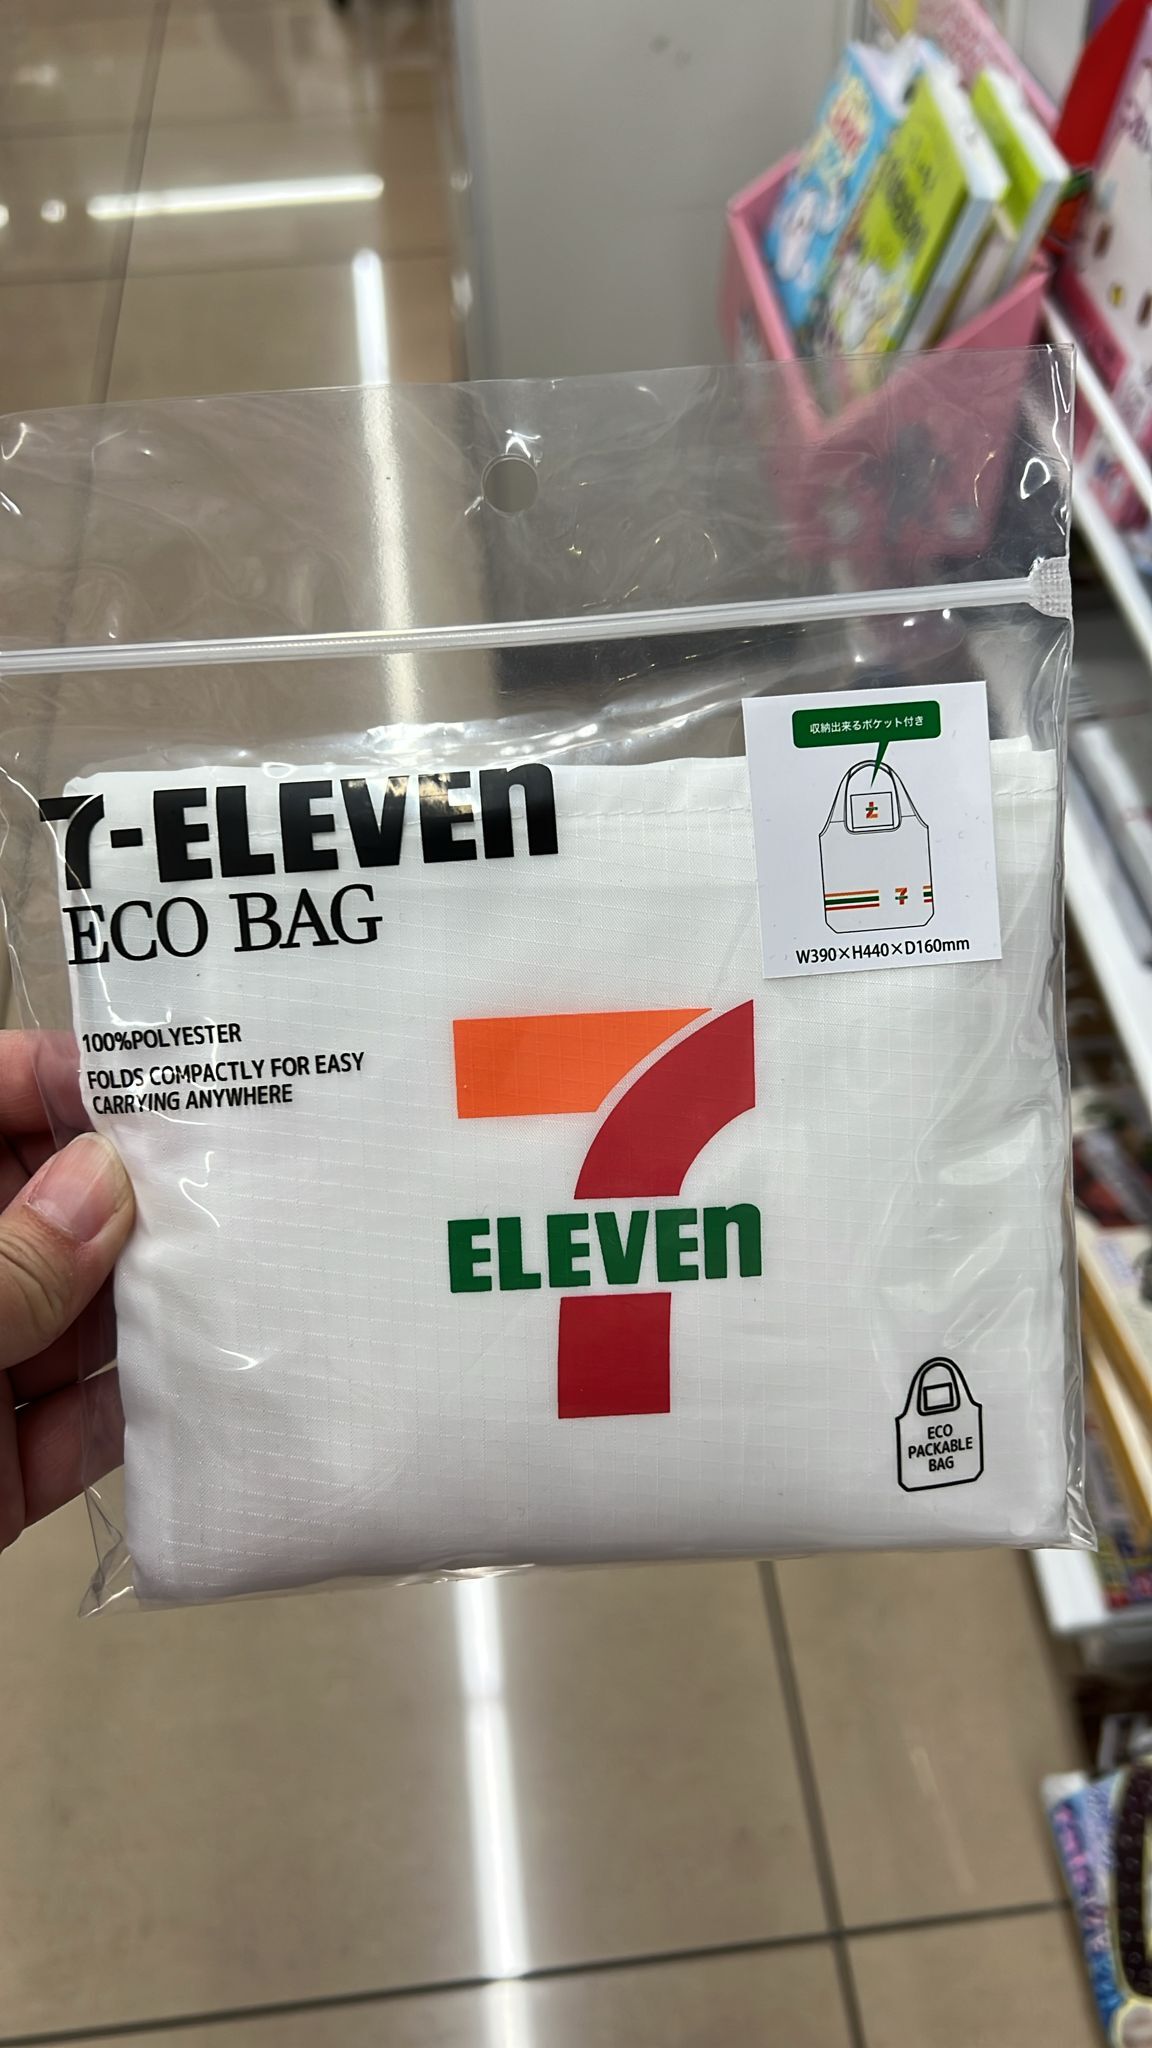 7-ELEVEn
ECO BAG
100%POLYESTER
FOLDS COMPACTLY FOR EASY
CARRYING ANYWHERE
収納出来るポケット付き
W390×H440×D160mm
7
ELEVEn
ECO
PACKABLE
BAG